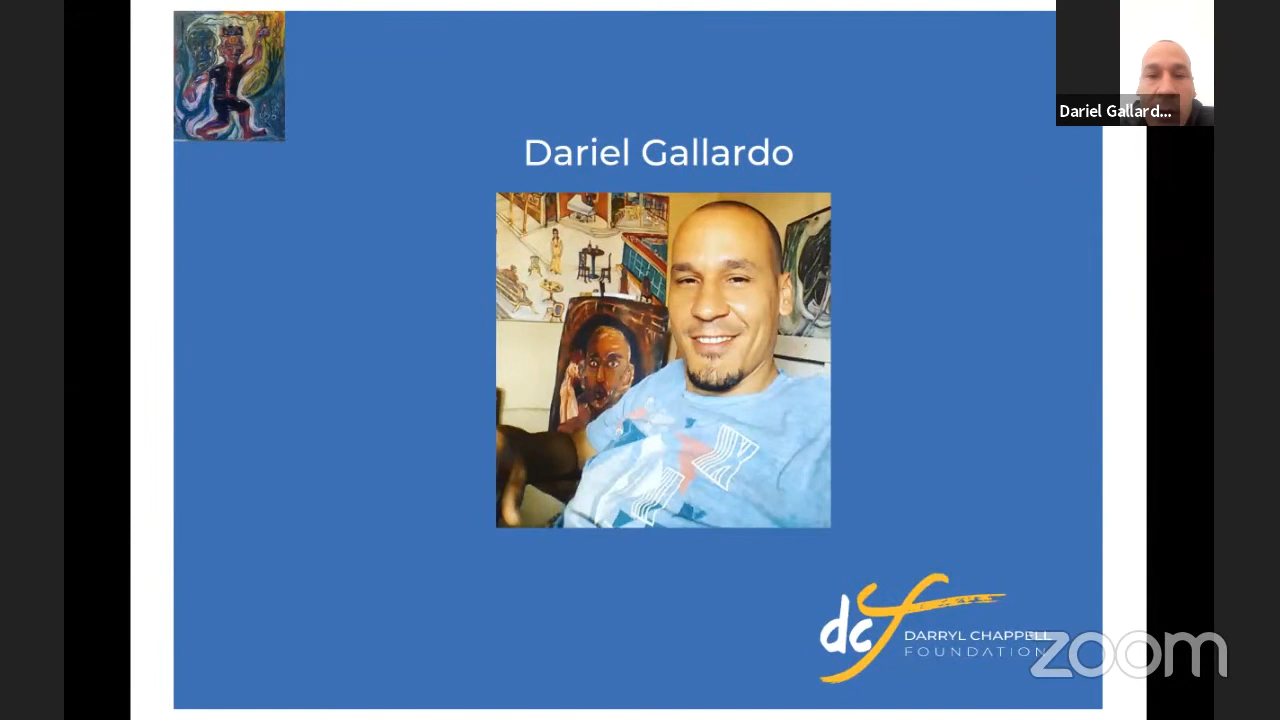 Dariel Gallard...
Dariel Gallardo
dcf
DARRYL CHAPPELL
FOUNDATION
zoom